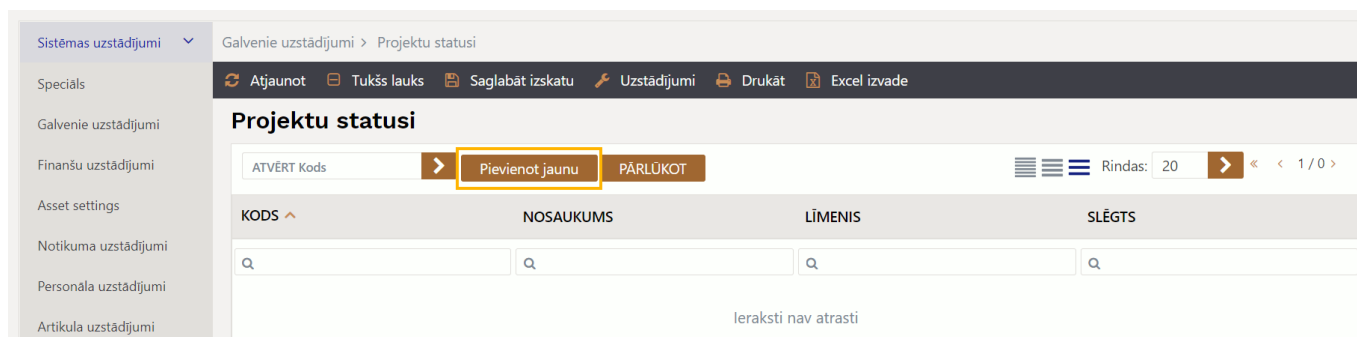 Sistēmas uzstādījumi
Galvenie uzstādījumi > Projektu statusi
Speciāls
Atjaunot Tukšs lauks Saglabāt izskatu Uzstādījumi Drukāt Excel izvade
Galvenie uzstādījumi
Projektu statusi
Finanšu uzstādījumi
ATVĒRT Kods Pievienot jaunu PĀRLŪKOT Rindas: 20 « < 1 / 0 >
Asset settings
KODS NOSAUKUMS LĪMENIS SLĒGTS
Notikuma uzstādījumi
Personāla uzstādījumi
Artikula uzstādījumi
Ieraksti nav atrasti